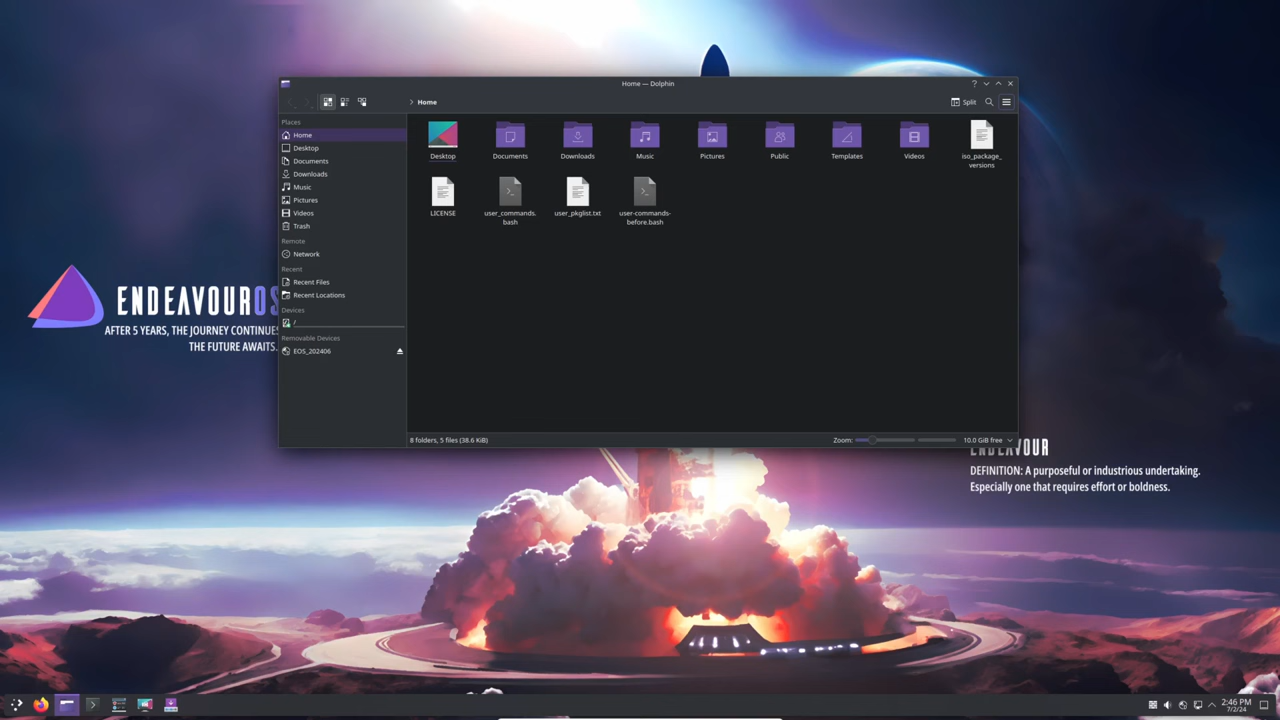 Home — Dolphin
Home
Split
Places
Home
Desktop
Documents
Downloads
Music
Pictures
Videos
Trash
Remote
Network
Recent
Recent Files
Recent Locations
Devices
/
Removable Devices
EOS_202406
Desktop
Documents
Downloads
Music
Pictures
Public
Templates
Videos
iso_package_
versions
LICENSE
user_commands.
bash
user_pkglist.txt
user-commands-
before.bash
8 folders, 5 files (38.6 KiB)
Zoom:
10.0 GiB free
ENDEAVOUROS
AFTER 5 YEARS, THE JOURNEY CONTINUES
THE FUTURE AWAITS.
ENDEAVOUR
DEFINITION: A purposeful or industrious undertaking.
Especially one that requires effort or boldness.
2:46 PM
7/2/24